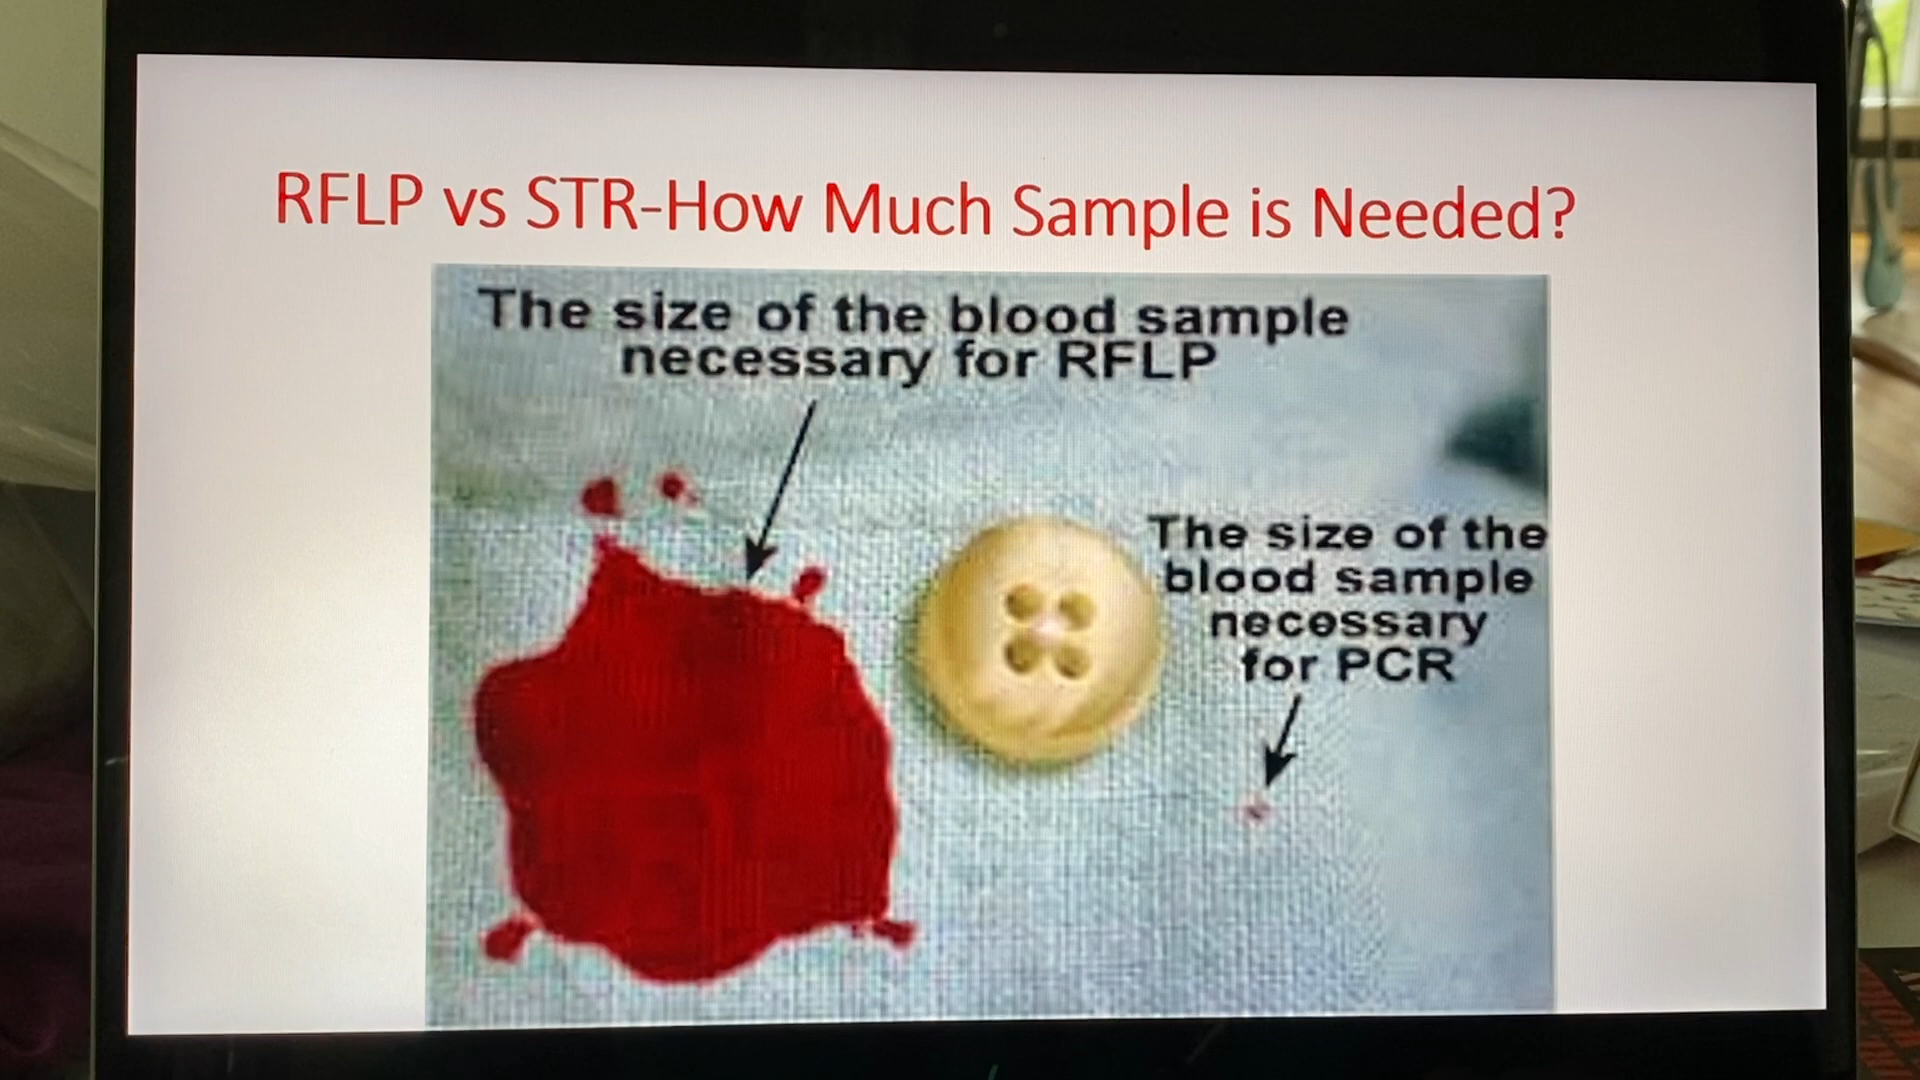 RFLP vs STR-How Much Sample is Needed?
The size of the blood sample
necessary for RFLP
The size of the
blood sample
necessary
for PCR